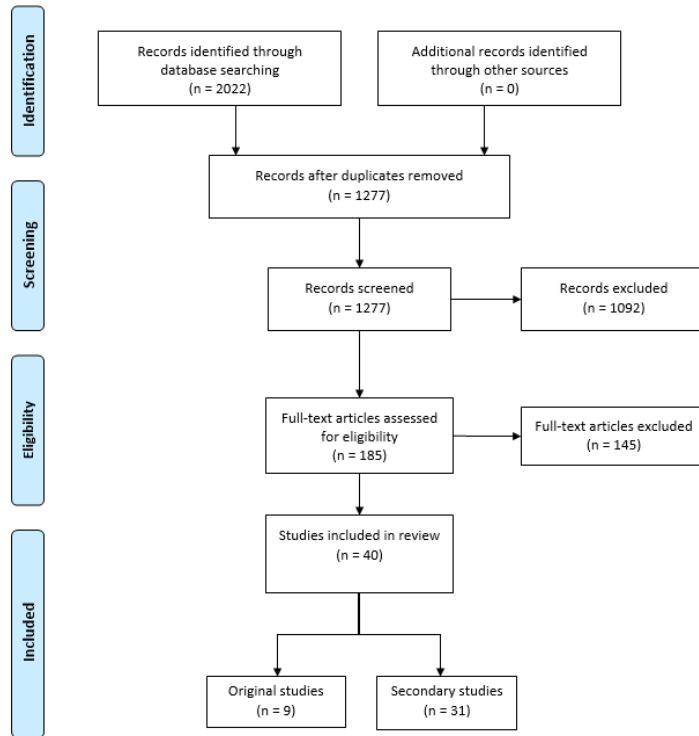 Identification
Records identified through
database searching
(n = 2022)
Additional records identified
through other sources
(n = 0)
Records after duplicates removed
(n = 1277)
Screening
Records screened
(n = 1277)
Records excluded
(n = 1092)
Eligibility
Full-text articles assessed
for eligibility
(n = 185)
Full-text articles excluded
(n = 145)
Included
Studies included in review
(n = 40)
Original studies
(n = 9)
Secondary studies
(n = 31)